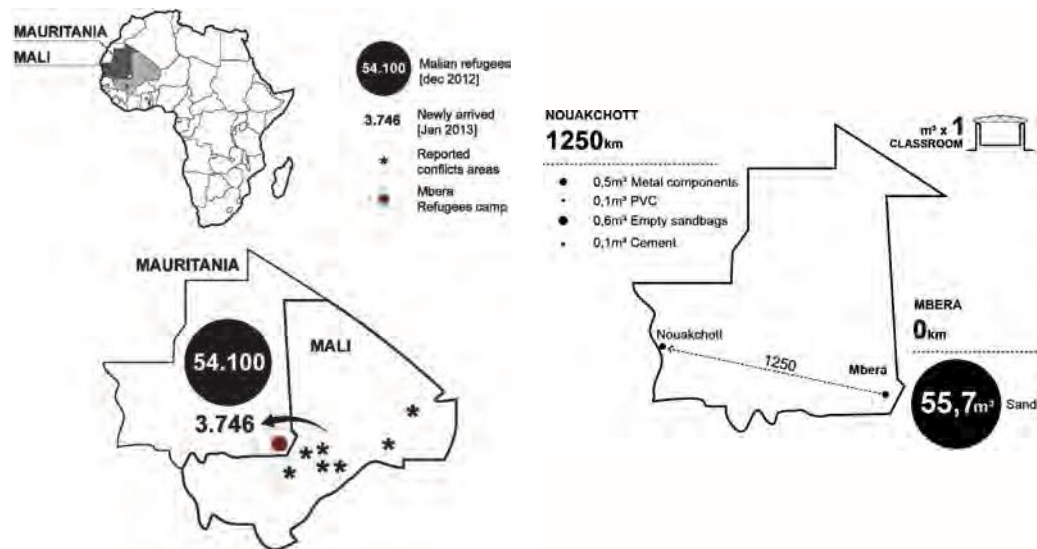 MAURITANIA
MALI
54.100
Malian refugees
[dec 2012]
3.746
Newly arrived
[Jan 2013]
*
Reported
conflicts areas
Mbera
Refugees camp
MAURITANIA
54.100
MALI
3.746
* * * * * * * *
NOUAKCHOTT
1250km
0,5m³ Metal components
0,1m³ PVC
0,6m³ Empty sandbags
0,1m³ Cement
m³ x 1
CLASSROOM
Nouakchott
1250
Mbera
MBERA
0km
55,7m³
Sand